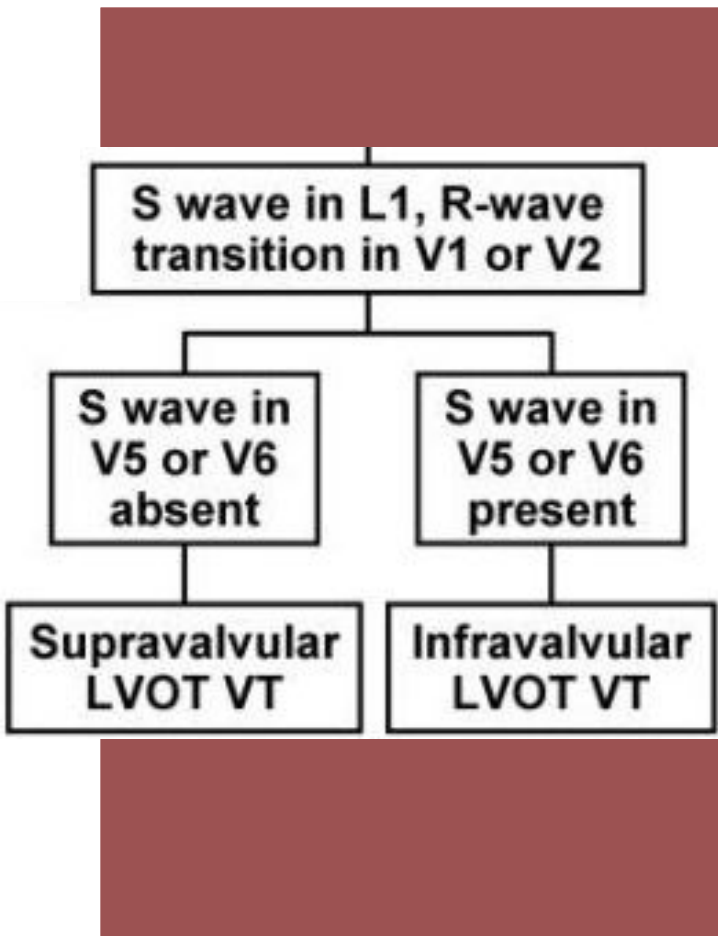 S wave in L1, R-wave
transition in V1 or V2
S wave in
V5 or V6
absent
S wave in
V5 or V6
present
Supravalvular
LVOT VT
Infravalvular
LVOT VT